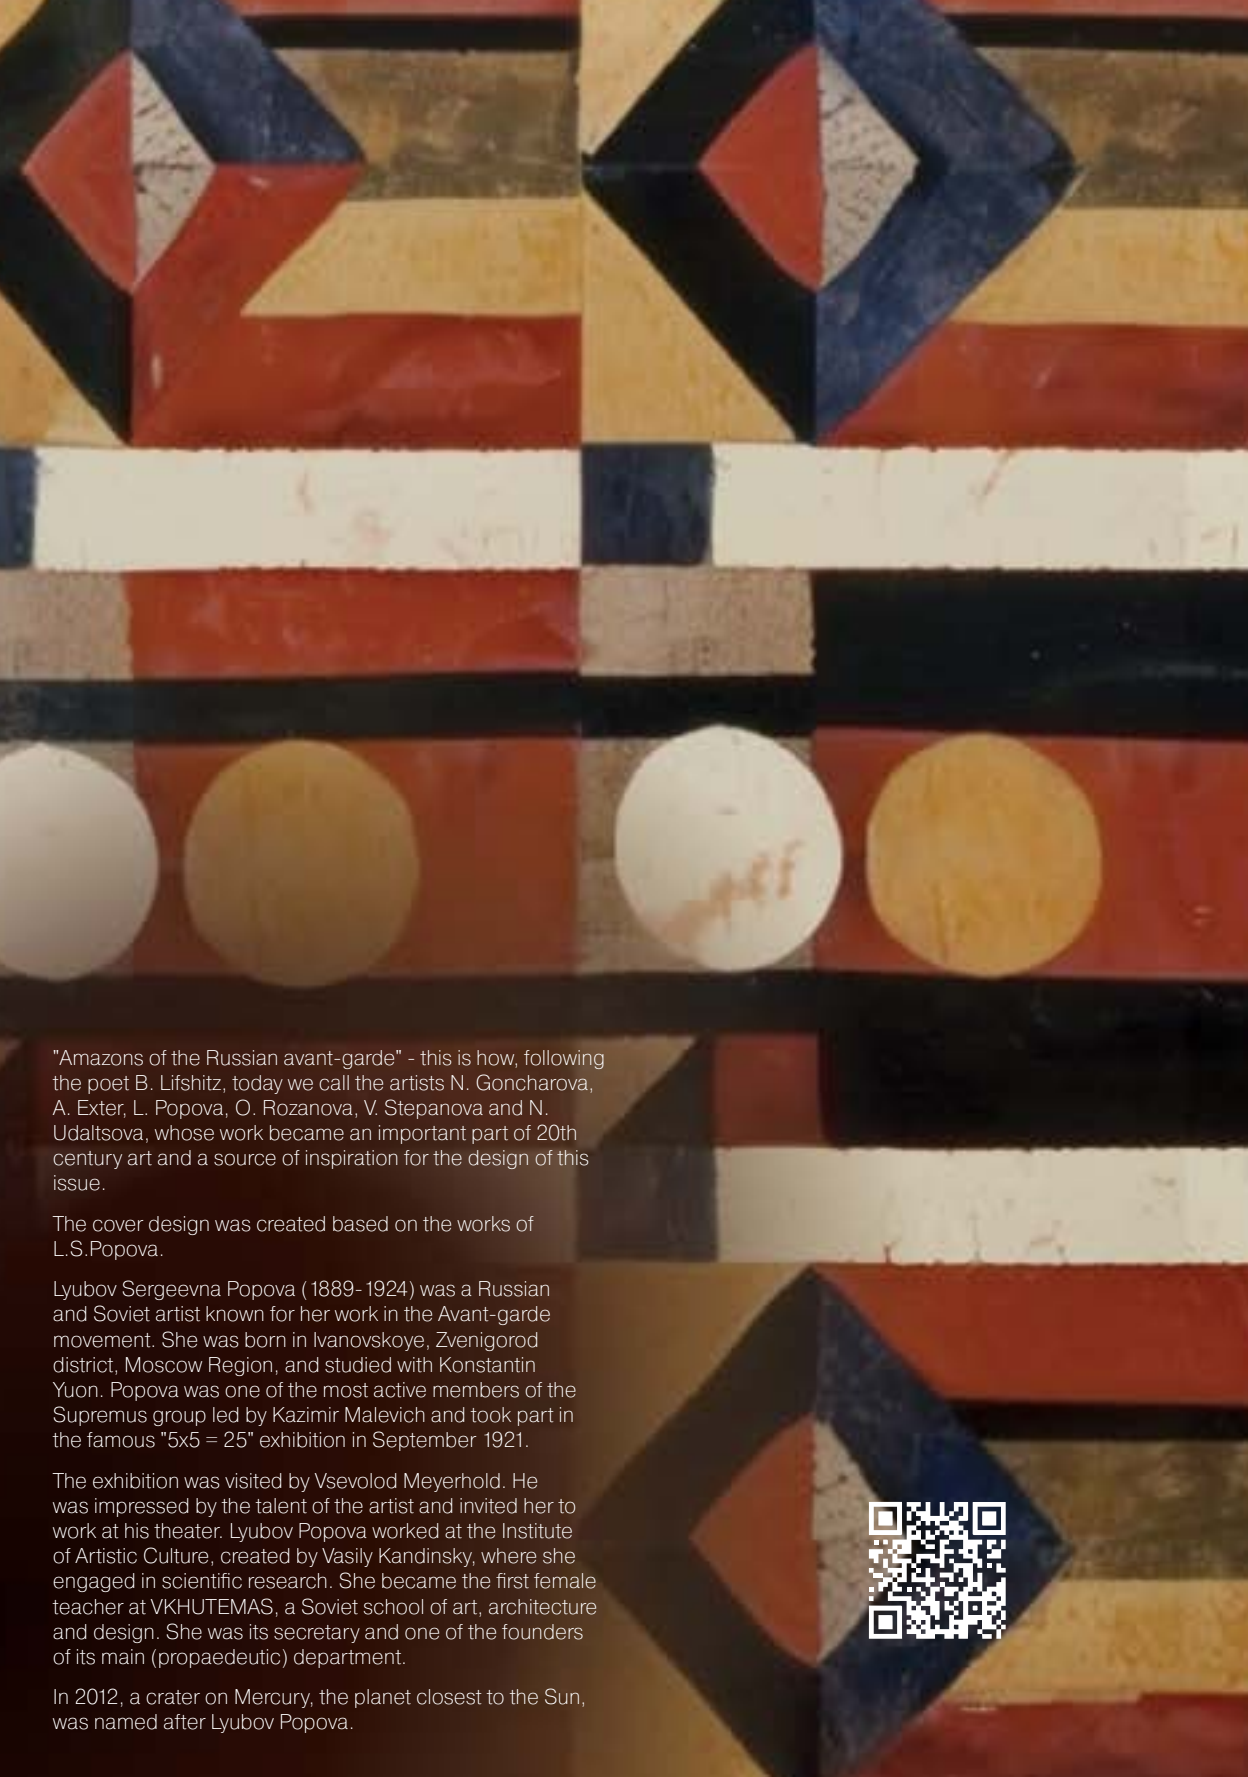 "Amazons of the Russian avant-garde" - this is how, following
the poet B. Lifshitz, today we call the artists N. Goncharova,
A. Exter, L. Popova, O. Rozanova, V. Stepanova and N.
Udaltsova, whose work became an important part of 20th
century art and a source of inspiration for the design of this
issue.
The cover design was created based on the works of
L.S.Popova.
Lyubov Sergeevna Popova (1889-1924) was a Russian
and Soviet artist known for her work in the Avant-garde
movement. She was born in Ivanovskoye, Zvenigorod
district, Moscow Region, and studied with Konstantin
Yuon. Popova was one of the most active members of the
Supremus group led by Kazimir Malevich and took part in
the famous "5x5 = 25" exhibition in September 1921.
The exhibition was visited by Vsevolod Meyerhold. He
was impressed by the talent of the artist and invited her to
work at his theater. Lyubov Popova worked at the Institute
of Artistic Culture, created by Vasily Kandinsky, where she
engaged in scientific research. She became the first female
teacher at VKHUTEMAS, a Soviet school of art, architecture
and design. She was its secretary and one of the founders
of its main (propaedeutic) department.
In 2012, a crater on Mercury, the planet closest to the Sun,
was named after Lyubov Popova.